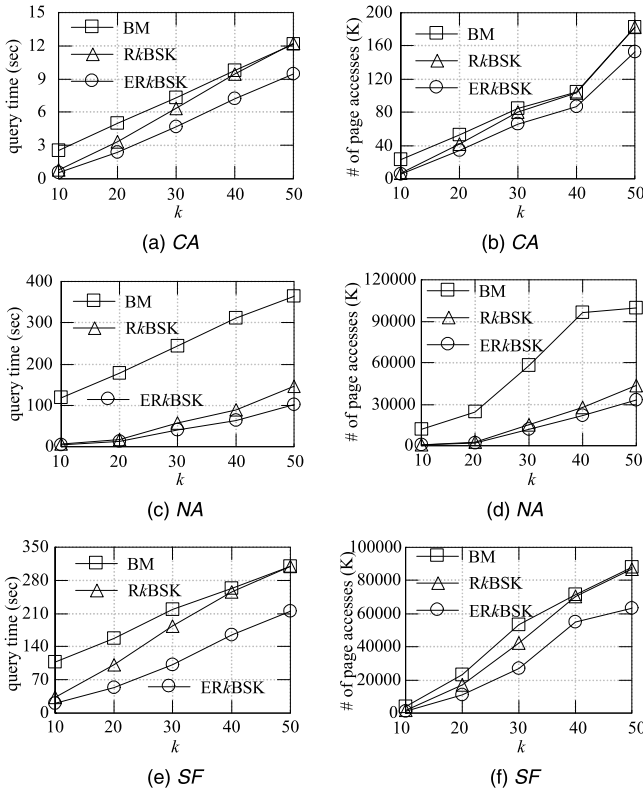 query time (sec)
15
12
9
6
3
0
BM
RkBSK
ERkBSK
10 20 30 40 50
k
(a) CA
# of page accesses (K)
200
160
120
80
40
0
BM
RkBSK
ERkBSK
10 20 30 40 50
k
(b) CA
query time (sec)
400
300
200
100
0
BM
RkBSK
ERkBSK
10 20 30 40 50
k
(c) NA
# of page accesses (K)
120000
90000
60000
30000
0
BM
RkBSK
ERkBSK
10 20 30 40 50
k
(d) NA
query time (sec)
350
280
210
140
70
0
BM
RkBSK
ERkBSK
10 20 30 40 50
k
(e) SF
# of page accesses (K)
100000
80000
60000
40000
20000
0
BM
RkBSK
ERkBSK
10 20 30 40 50
k
(f) SF